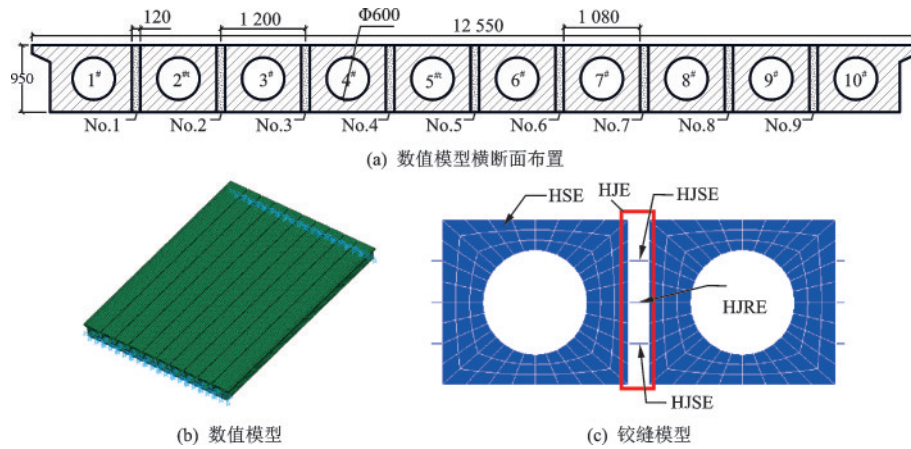 120 1 200 Φ600 12 550 1 080
950
1# 2# 3# 4# 5# 6# 7# 8# 9# 10#
No.1 No.2 No.3 No.4 No.5 No.6 No.7 No.8 No.9
(a) 数值模型横断面布置
HSE HJE HJSE
HJRE
HJSE
(b) 数值模型 (c) 铰缝模型